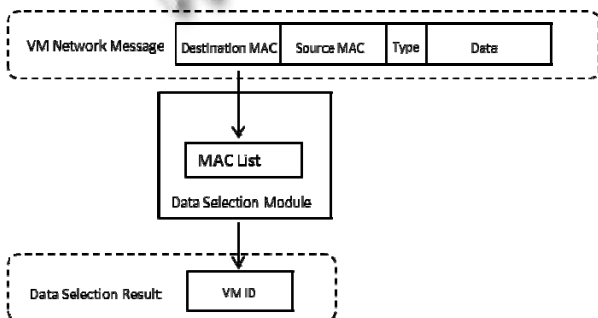 VM Network Message Destination MAC Source MAC Type Data
MAC List
Data Selection Module
Data Selection Result VM ID